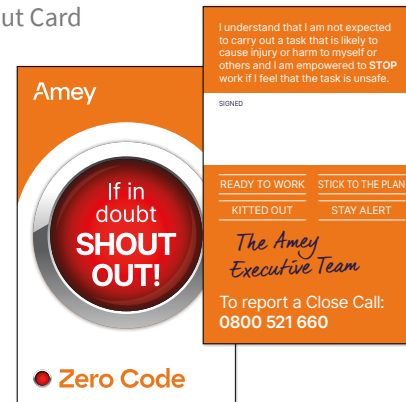 ut Card
Amey
If in
doubt
SHOUT
OUT!
Zero Code
I understand that I am not expected
to carry out a task that is likely to
cause injury or harm to myself or
others and I am empowered to STOP
work if I feel that the task is unsafe.
SIGNED
READY TO WORK
STICK TO THE PLAN
KITTED OUT
STAY ALERT
The Amey
Executive Team
To report a Close Call:
0800 521 660